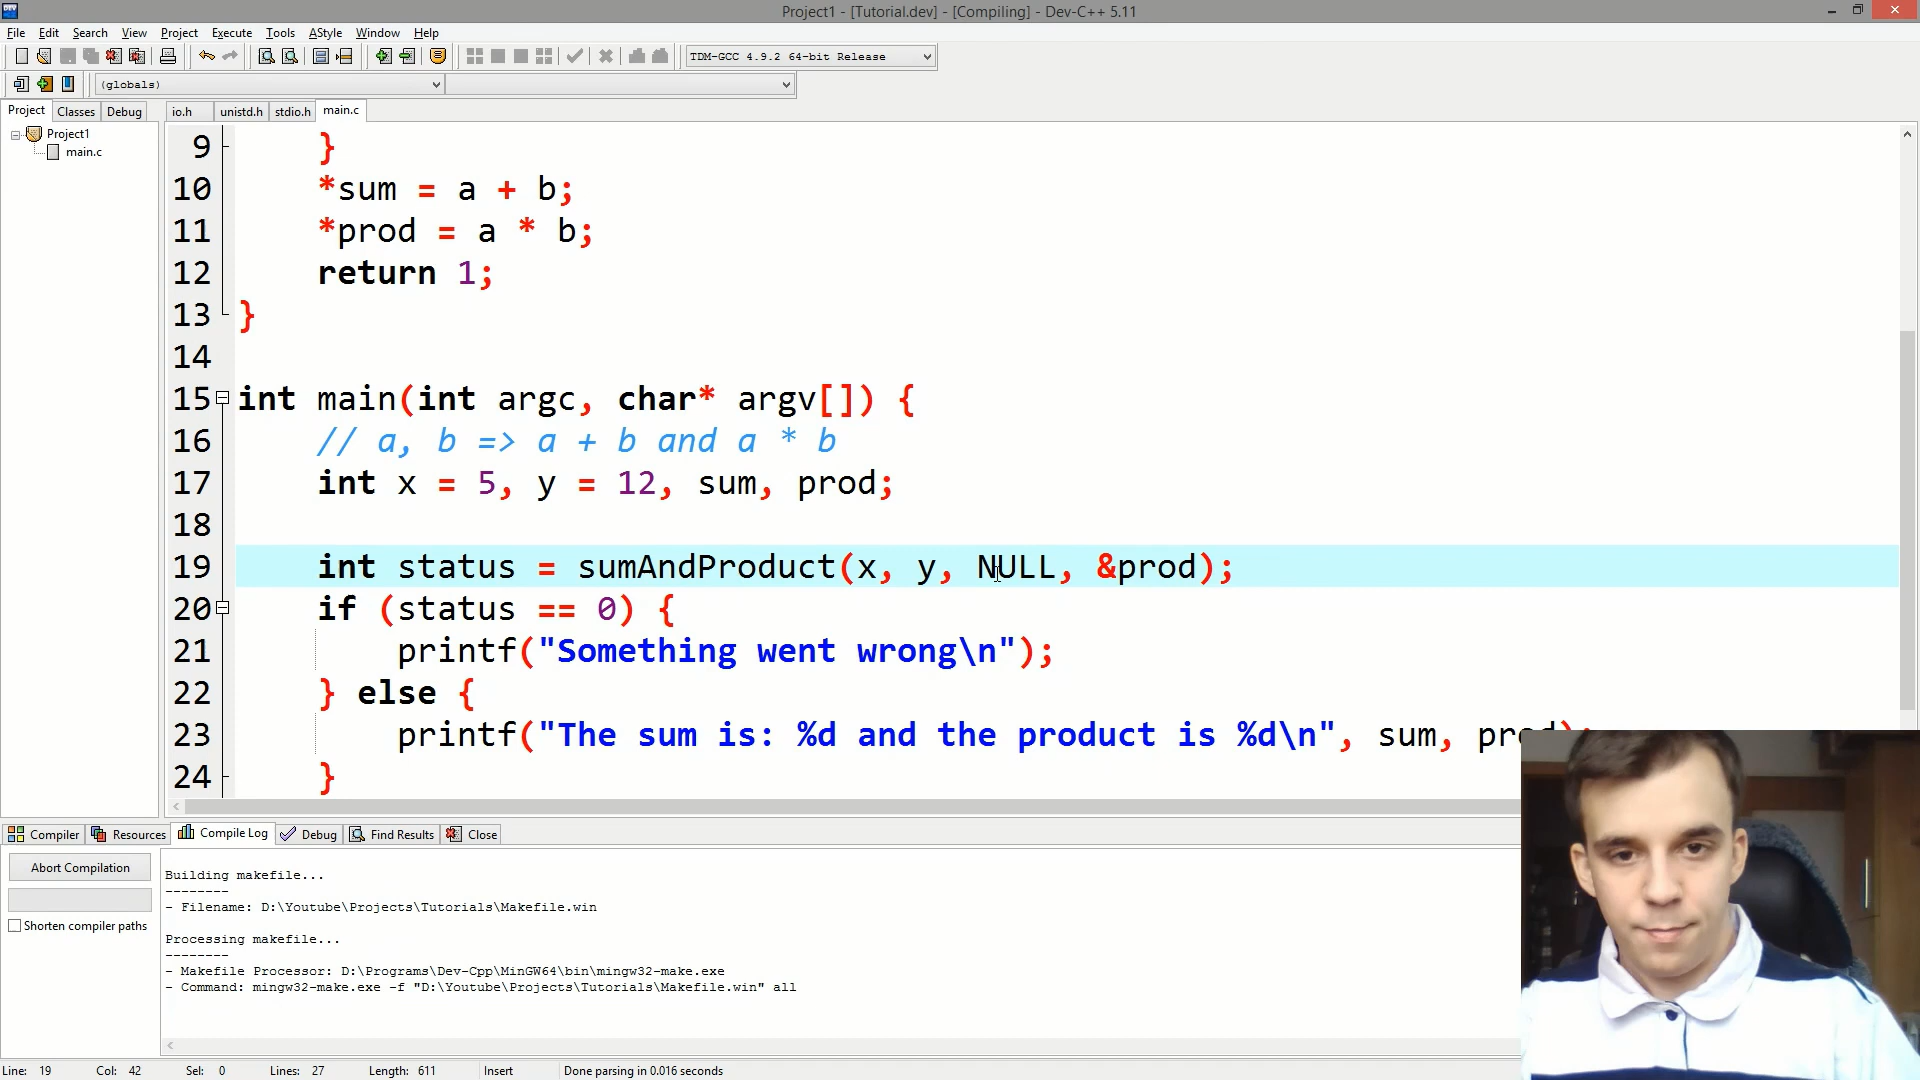 Project1 - [Tutorial.dev] - [Compiling] - Dev-C++ 5.11
File Edit Search View Project Execute Tools AStyle Window Help
TDM-GCC 4.9.2 64-bit Release
(globals)
Project Classes Debug
io.h unistd.h stdio.h main.c
Project1
main.c
9 }
10 *sum = a + b;
11 *prod = a * b;
12 return 1;
13 }
14
15 int main(int argc, char* argv[]) {
16 // a, b => a + b and a * b
17 int x = 5, y = 12, sum, prod;
18
19 int status = sumAndProduct(x, y, NULL, &prod);
20 if (status == 0) {
21 printf("Something went wrong\n");
22 } else {
23 printf("The sum is: %d and the product is %d\n", sum, prod);
24 }
Compiler Resources Compile Log Debug Find Results Close
Abort Compilation
Shorten compiler paths
Building makefile...
--------
- Filename: D:\Youtube\Projects\Tutorials\Makefile.win
Processing makefile...
--------
- Makefile Processor: D:\Programs\Dev-Cpp\MinGW64\bin\mingw32-make.exe
- Command: mingw32-make.exe -f "D:\Youtube\Projects\Tutorials\Makefile.win" all
Line: 19 Col: 42 Sel: 0 Lines: 27 Length: 611 Insert Done parsing in 0.016 seconds